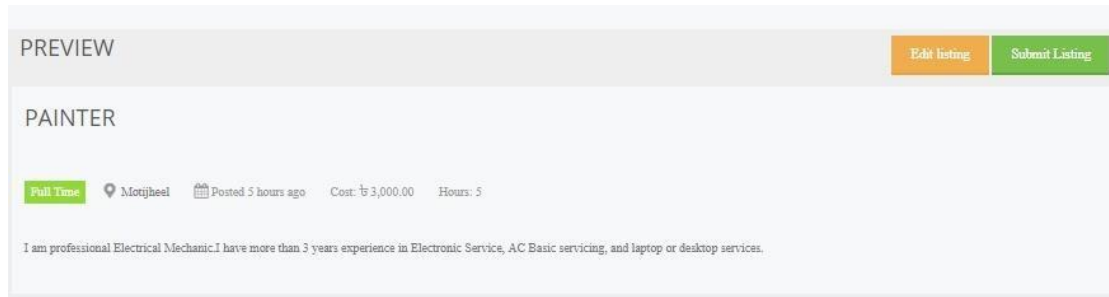 PREVIEW
Edit listing
Submit Listing
PAINTER
Full Time Motijheel Posted 5 hours ago Cost: ৳ 3,000.00 Hours: 5
I am professional Electrical Mechanic.I have more than 3 years experience in Electronic Service, AC Basic servicing, and laptop or desktop services.